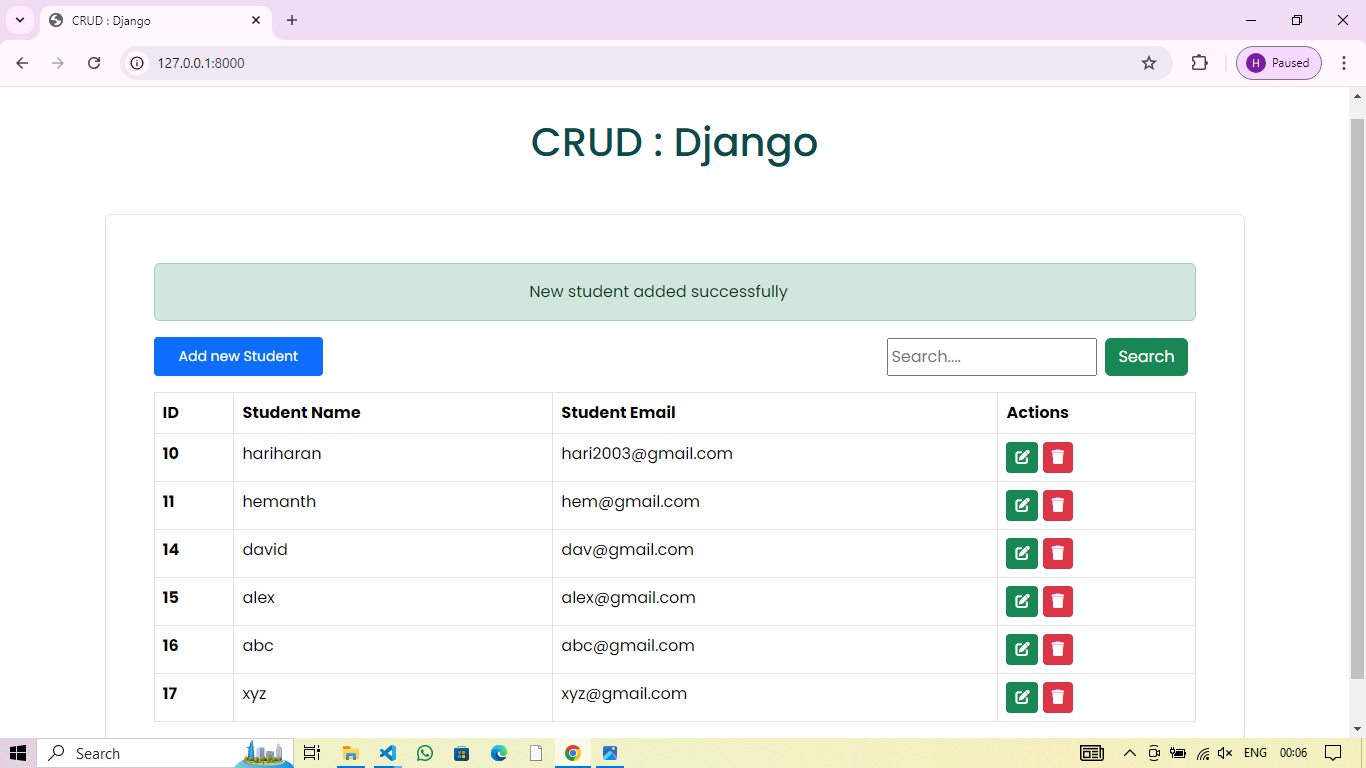 CRUD : Django
127.0.0.1:8000
H Paused
CRUD : Django
New student added successfully
Add new Student
Search.... Search
ID Student Name Student Email Actions
10 hariharan hari2003@gmail.com
11 hemanth hem@gmail.com
14 david dav@gmail.com
15 alex alex@gmail.com
16 abc abc@gmail.com
17 xyz xyz@gmail.com
Search ENG 00:06